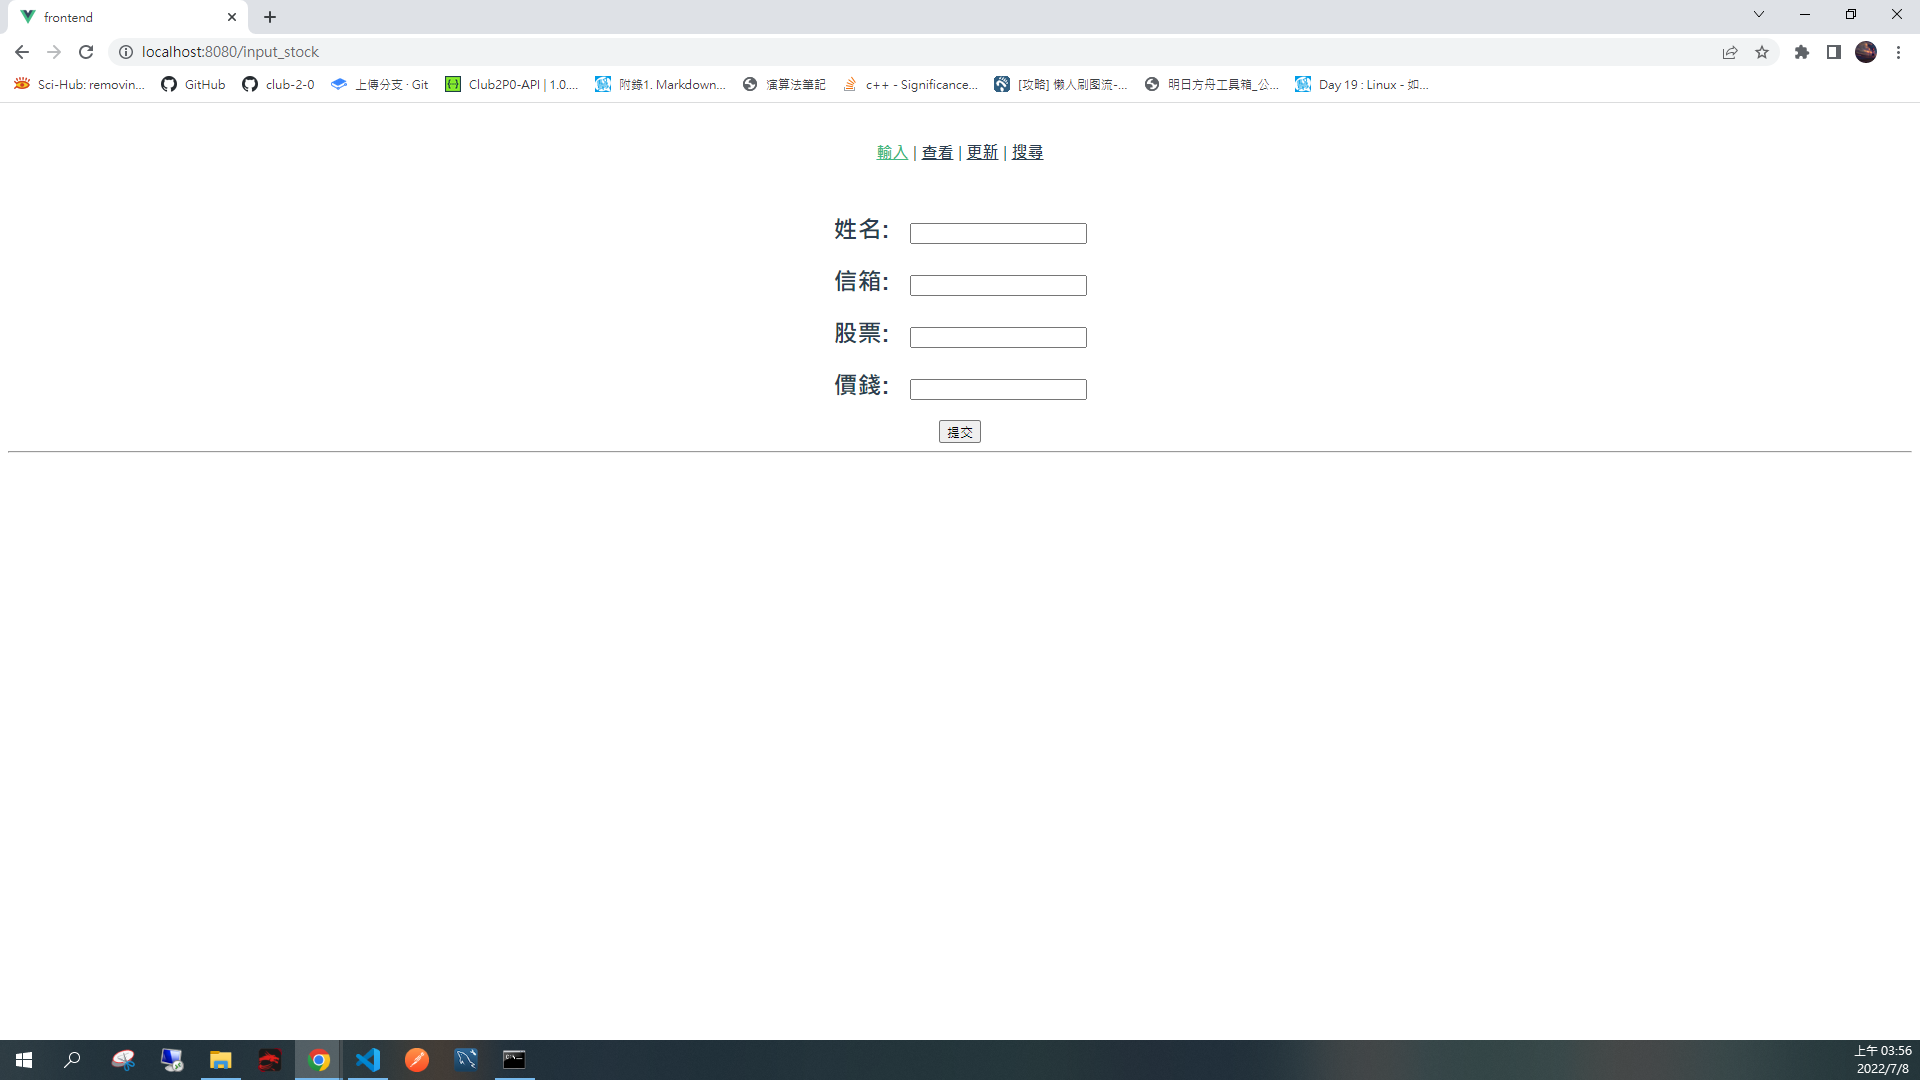 frontend
localhost:8080/input_stock
Sci-Hub: removin... GitHub club-2-0 上傳分支 · Git Club2P0-API | 1.0.... 附錄1. Markdown... 演算法筆記 c++ - Significance... [攻略] 懒人刷图流-... 明日方舟工具箱_公... Day 19 : Linux - 如...
輸入 | 查看 | 更新 | 搜尋
姓名:
信箱:
股票:
價錢:
提交
上午 03:56
2022/7/8